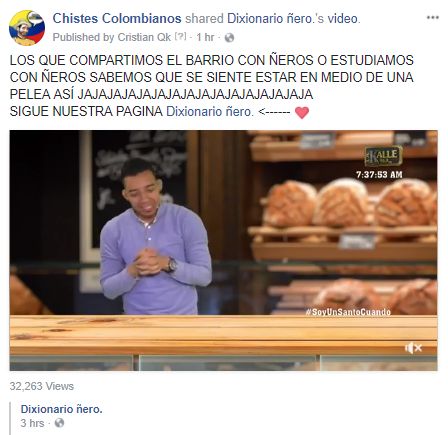 Chistes Colombianos shared Dixionario ñero.'s video.
Published by Cristian Qk [?] · 1 hr ·
LOS QUE COMPARTIMOS EL BARRIO CON ÑEROS O ESTUDIAMOS
CON ÑEROS SABEMOS QUE SE SIENTE ESTAR EN MEDIO DE UNA
PELEA ASÍ JAJAJAJAJAJAJAJAJAJAJAJAJAJAJAJA
SIGUE NUESTRA PAGINA Dixionario ñero. <------ ❤
KALLE
7:37:53 AM
#SoyUnSantoCuando
32,263 Views
Dixionario ñero.
3 hrs ·